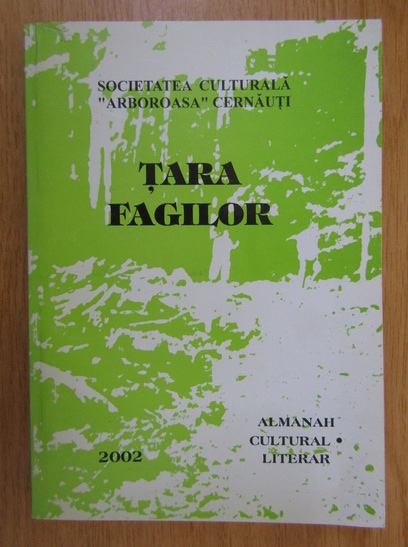 SOCIETATEA CULTURALĂ
"ARBOROASA" CERNĂUȚI
ȚARA
FAGILOR
ALMANAH
CULTURAL •
LITERAR
2002